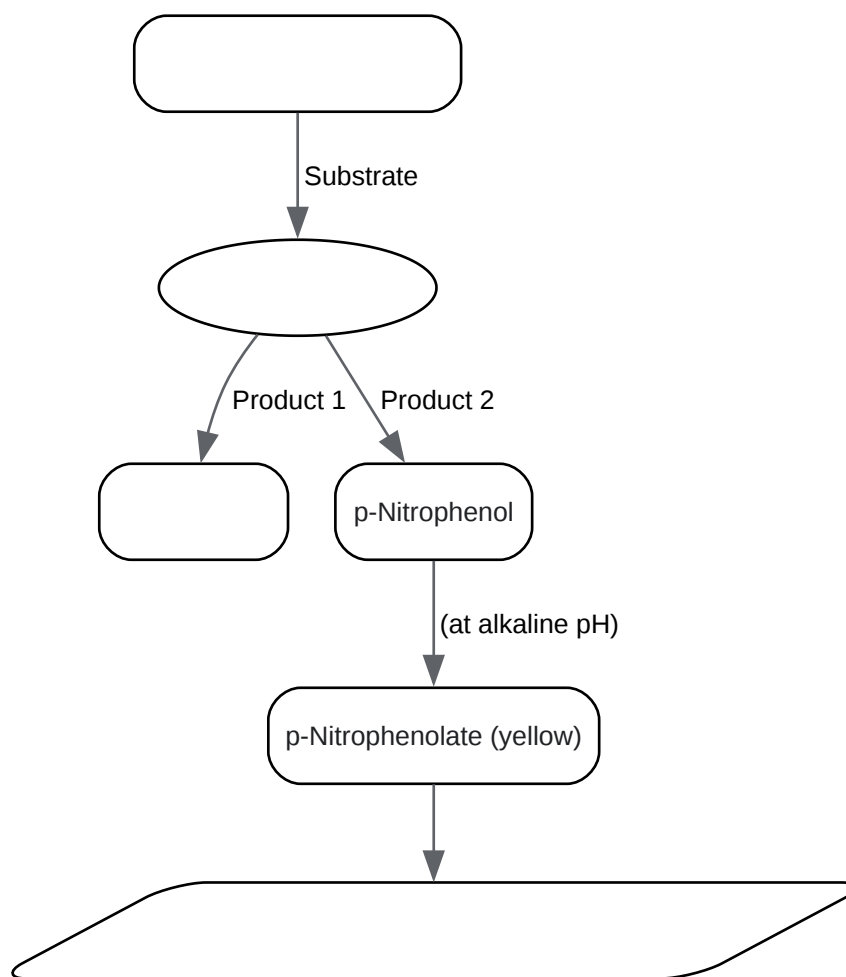 Substrate
Product 1
Product 2
p-Nitrophenol
(at alkaline pH)
p-Nitrophenolate (yellow)